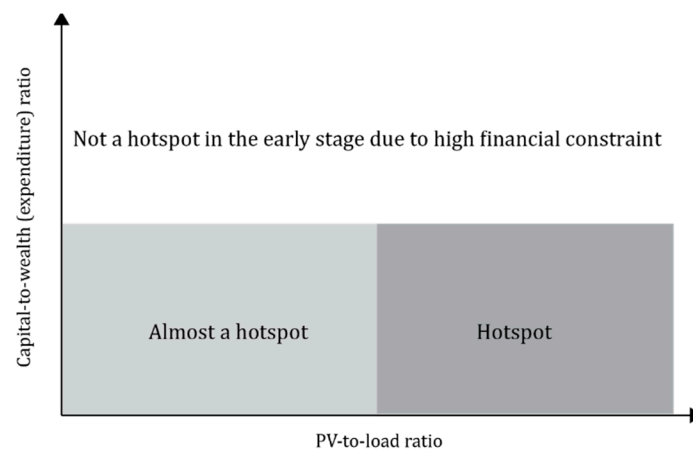 Capital-to-wealth (expenditure) ratio
Not a hotspot in the early stage due to high financial constraint
Almost a hotspot
Hotspot
PV-to-load ratio